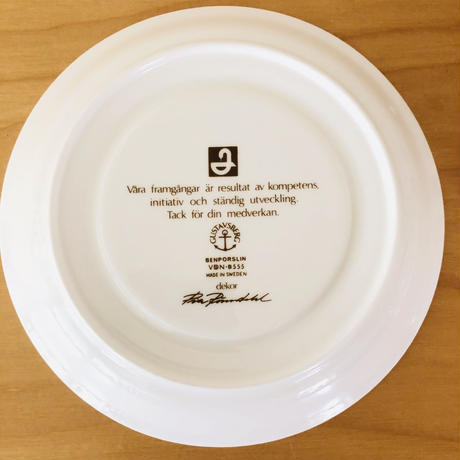 Våra framgångar är resultat av kompetens,
initiativ och ständig utveckling.
Tack för din medverkan.
GUSTAVSBERG
BENPORSLIN
MADE IN SWEDEN
dekor